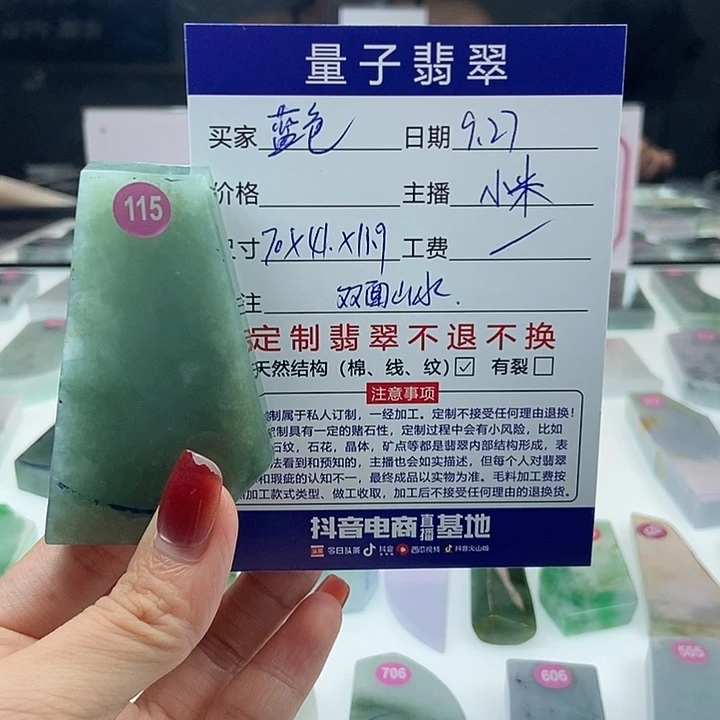 量子翡翠
买家 蓝色 日期 9.27
价格 主播 小米
尺寸 70X41.X11.9 工费 /
注 双面山水.
定制翡翠不退不换
天然结构（棉、线、纹）☑ 有裂☐
注意事项
制属于私人订制，一经加工。定制不接受任何理由退换！
制具有一定的赌石性，定制过程中会有小风险，比如
石纹，石花，晶体，矿点等都是翡翠内部结构形成，表
法看到和预知的，主播也会如实描述，但每个人对翡翠
和瑕疵的认知不一，最终成品以实物为准。毛料加工费按
加工款式类型、做工收取，加工后不接受任何理由的退换货。
抖音电商直播基地
头条 今日头条 抖音 西瓜视频 抖音火山版
115
706
606
505